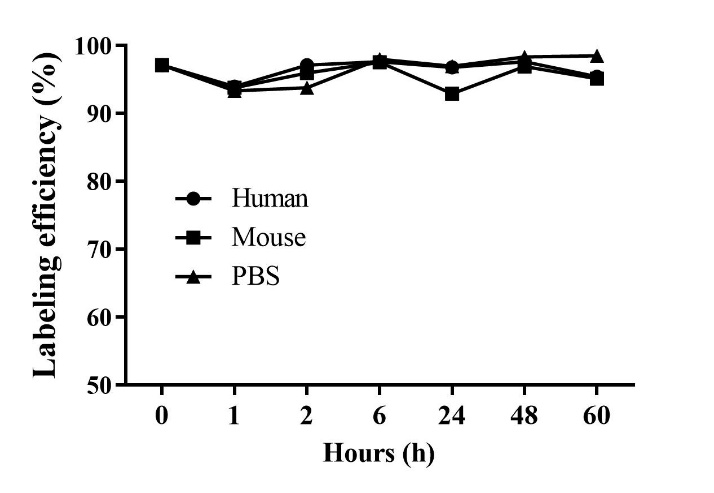 Labeling efficiency (%)
100
90
80
70
60
50
Human
Mouse
PBS
0 1 2 6 24 48 60
Hours (h)